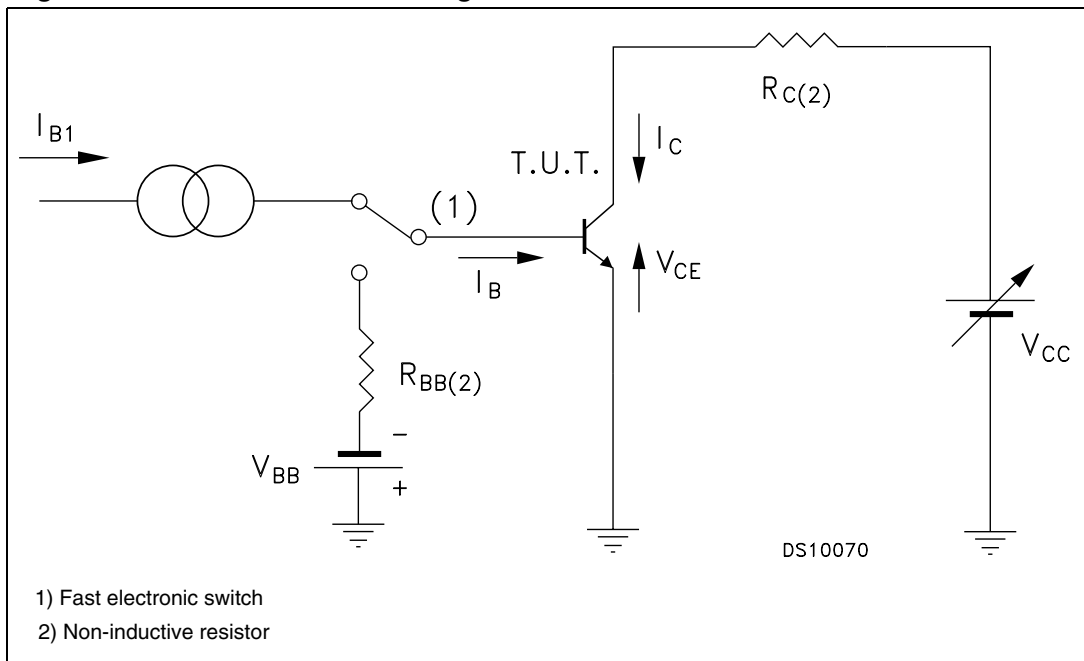 R_C(2)
I_B1
I_C
T.U.T.
(1)
I_B
V_CE
V_CC
R_BB(2)
−
V_BB
+
DS10070
1) Fast electronic switch
2) Non-inductive resistor